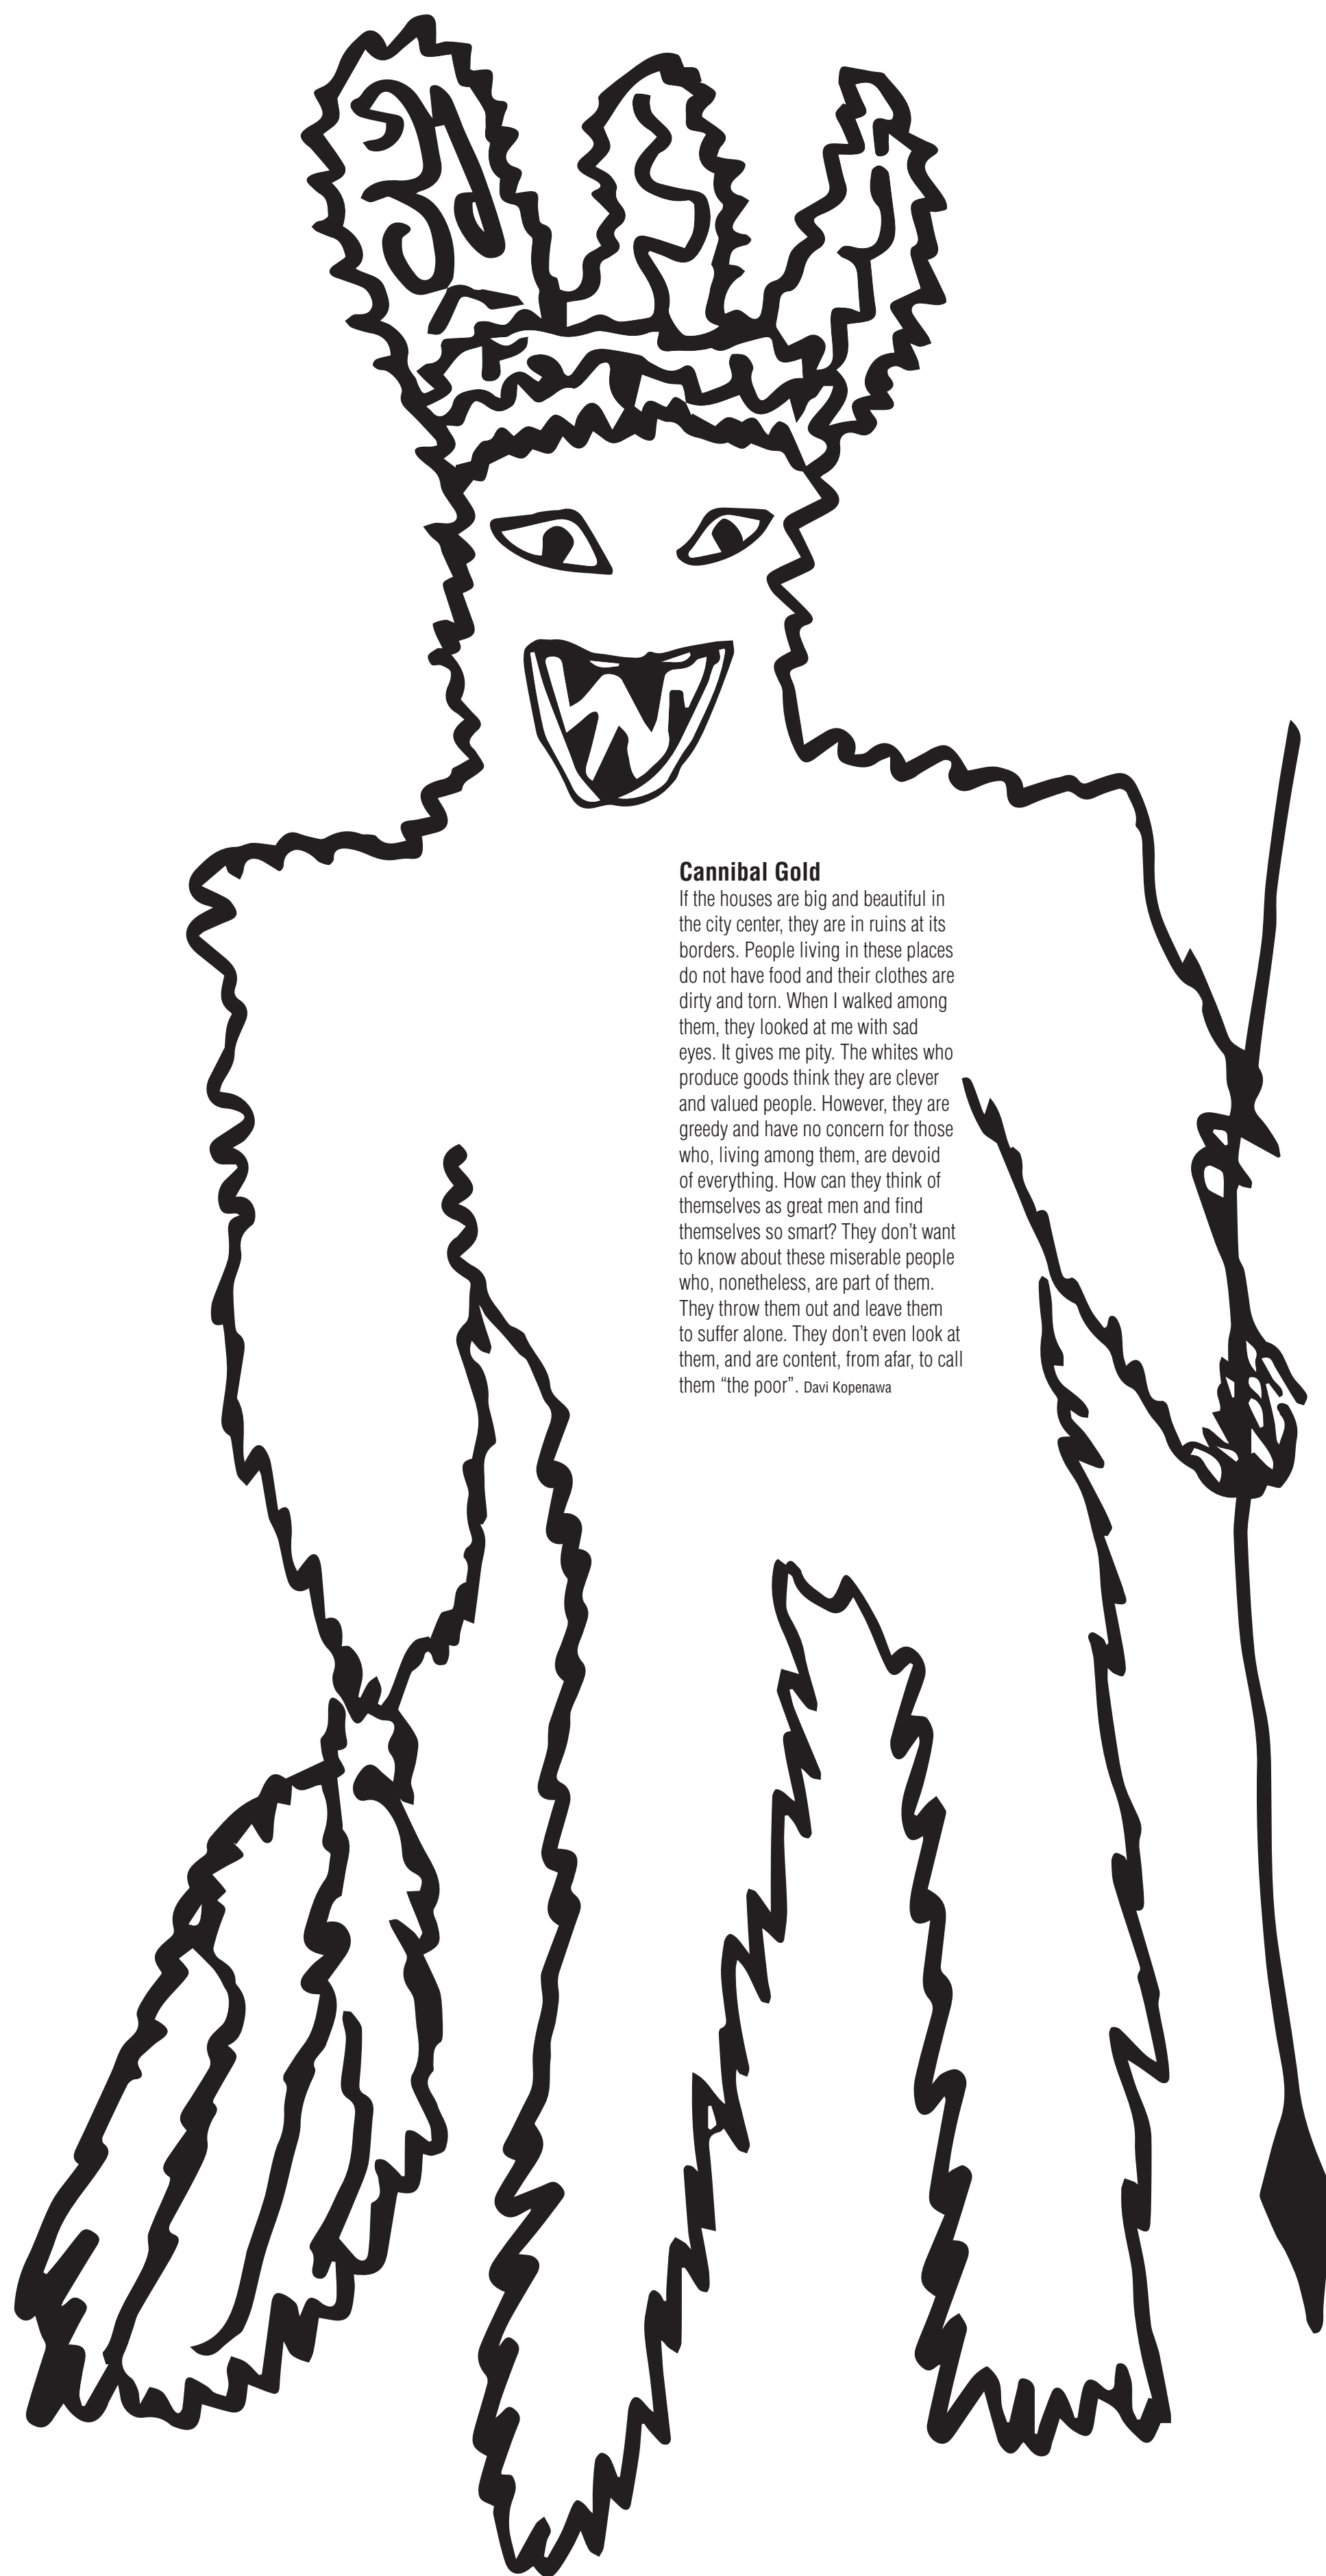 Cannibal Gold
If the houses are big and beautiful in
the city center, they are in ruins at its
borders. People living in these places
do not have food and their clothes are
dirty and torn. When I walked among
them, they looked at me with sad
eyes. It gives me pity. The whites who
produce goods think they are clever
and valued people. However, they are
greedy and have no concern for those
who, living among them, are devoid
of everything. How can they think of
themselves as great men and find
themselves so smart? They don’t want
to know about these miserable people
who, nonetheless, are part of them.
They throw them out and leave them
to suffer alone. They don’t even look at
them, and are content, from afar, to call
them “the poor”. Davi Kopenawa